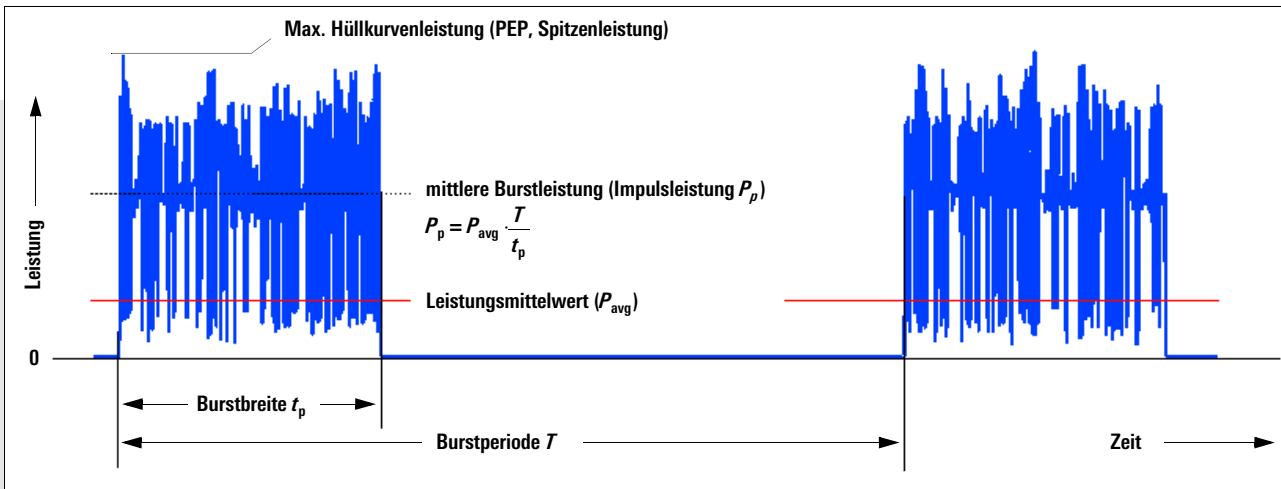 Max. Hüllkurvenleistung (PEP, Spitzenleistung)
Leistung
mittlere Burstleistung (Impulsleistung Pp)
Pp = Pavg · T
tp
Leistungsmittelwert (Pavg)
0
Burstbreite tp
Burstperiode T
Zeit